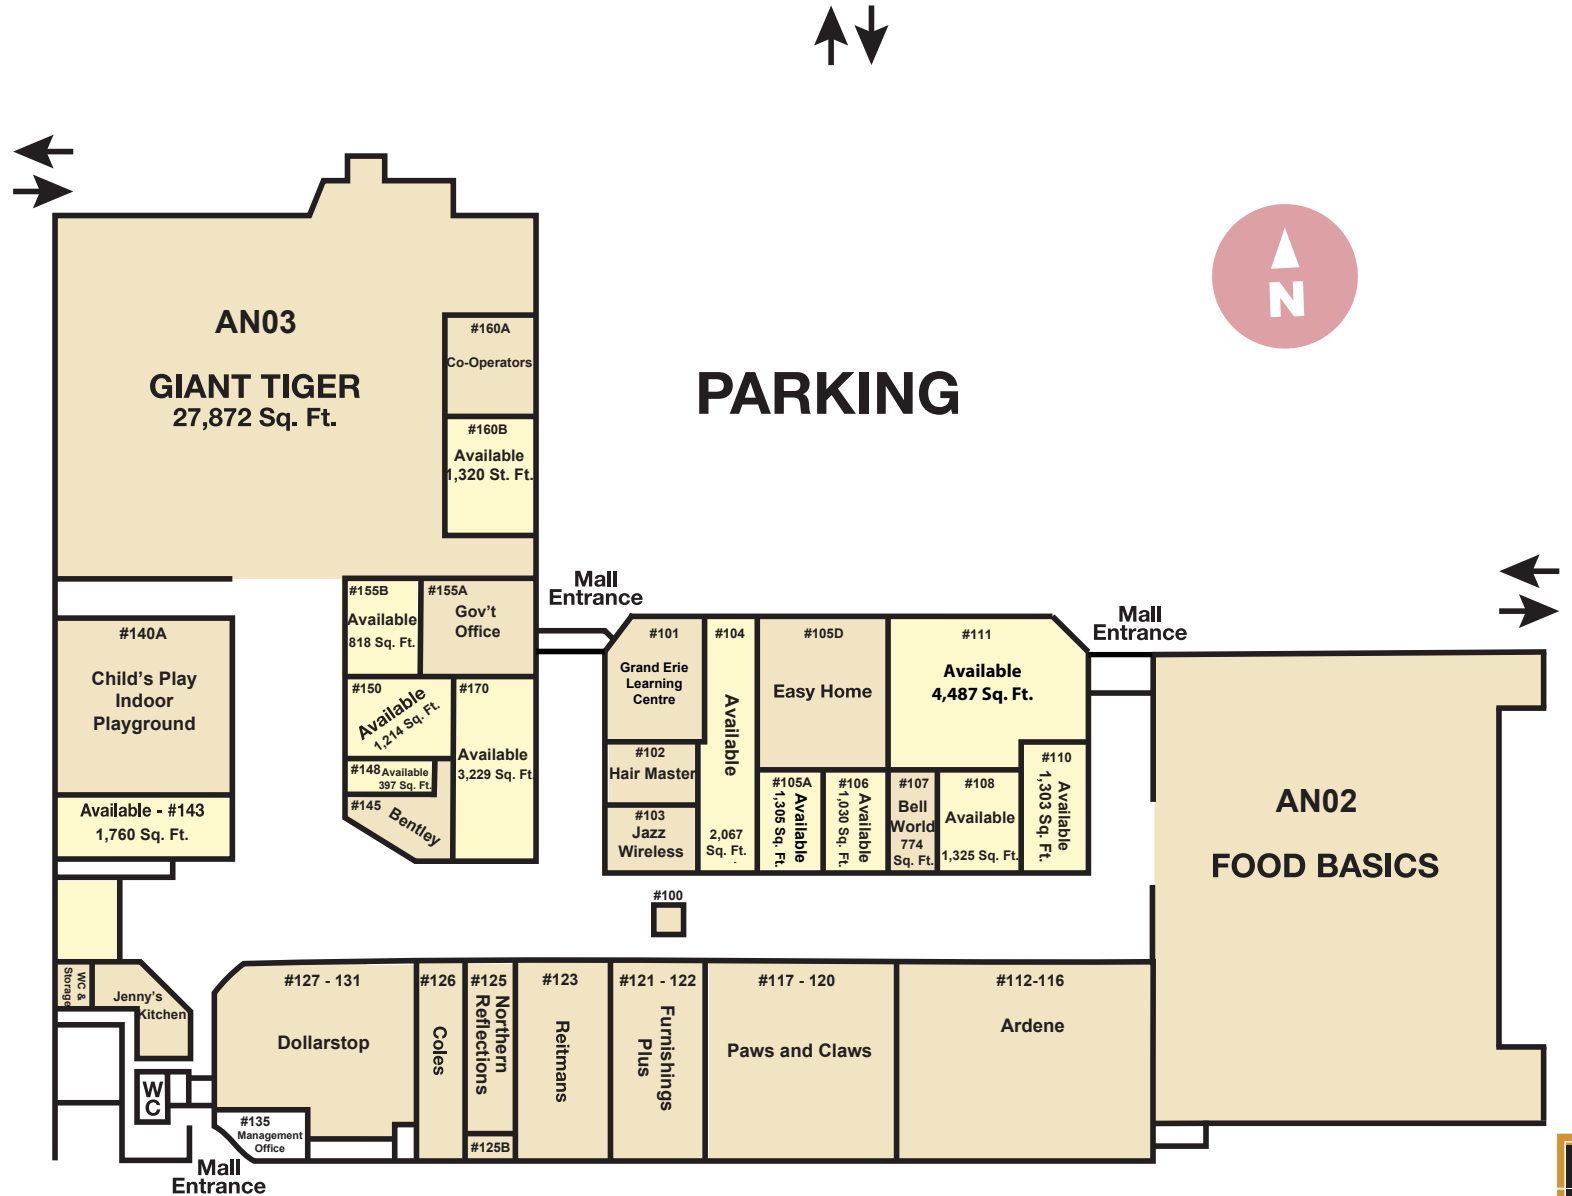 N
AN03
GIANT TIGER
27,872 Sq. Ft.
#160A
Co-Operators
#160B
Available
1,320 St. Ft.
PARKING
Mall
Entrance
#155B
Available
818 Sq. Ft.
#155A
Gov't
Office
#140A
Child's Play
Indoor
Playground
Available - #143
1,760 Sq. Ft.
#150
Available
1,214 Sq. Ft.
#170
Available
3,229 Sq. Ft.
#148 Available
397 Sq. Ft.
#145
Bentley
#101
Grand Erie
Learning
Centre
#102
Hair Master
#103
Jazz
Wireless
#104
Available
2,067
Sq. Ft.
#105D
Easy Home
#111
Available
4,487 Sq. Ft.
Mall
Entrance
#105A
Available
1,305 Sq. Ft.
#106
Available
1,030 Sq. Ft.
#107
Bell
World
774
Sq. Ft.
#108
Available
1,325 Sq. Ft.
#110
Available
1,303 Sq. Ft.
AN02
FOOD BASICS
#100
WC &
Storage
Jenny's
Kitchen
WC
#127 - 131
Dollarstop
#135
Management
Office
Mall
Entrance
#126
Coles
#125
Northern
Reflections
#125B
#123
Reitmans
#121 - 122
Furnishings
Plus
#117 - 120
Paws and Claws
#112-116
Ardene